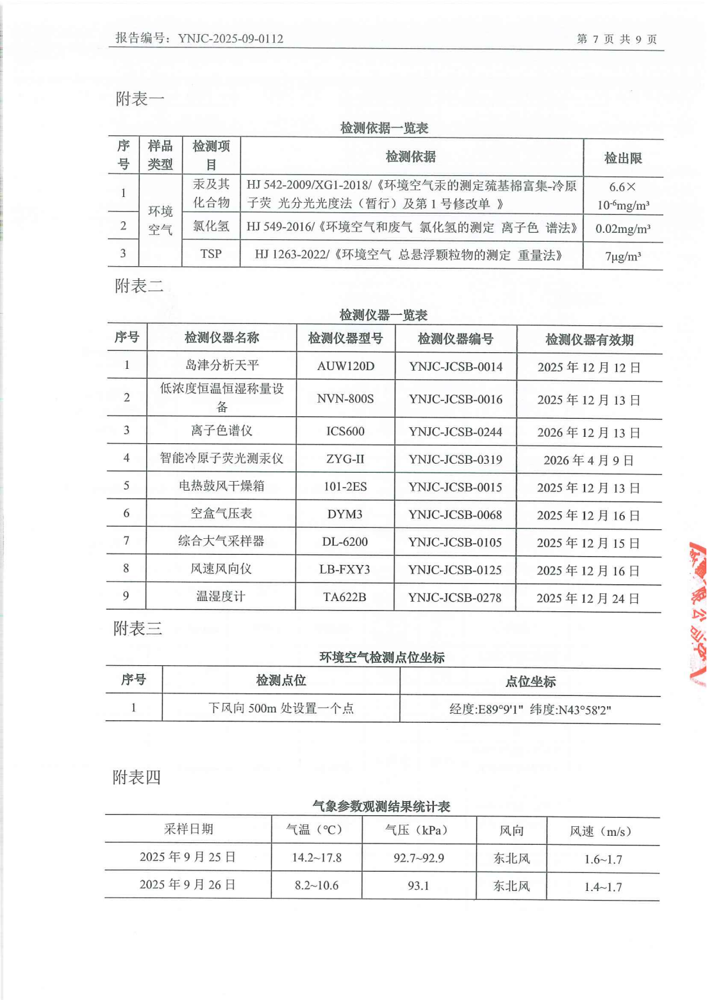 报告编号：YNJC-2025-09-0112 第 7 页 共 9 页
附表一
检测依据一览表
序号 样品类型 检测项目 检测依据 检出限
1 环境空气 汞及其化合物 HJ 542-2009/XG1-2018/《环境空气汞的测定巯基棉富集-冷原子荧 光分光光度法（暂行）及第 1 号修改单 》 6.6×10⁻⁶mg/m³
2 氯化氢 HJ 549-2016/《环境空气和废气 氯化氢的测定 离子色 谱法》 0.02mg/m³
3 TSP HJ 1263-2022/《环境空气 总悬浮颗粒物的测定 重量法》 7μg/m³
附表二
检测仪器一览表
序号 检测仪器名称 检测仪器型号 检测仪器编号 检测仪器有效期
1 岛津分析天平 AUW120D YNJC-JCSB-0014 2025 年 12 月 12 日
2 低浓度恒温恒湿称量设备 NVN-800S YNJC-JCSB-0016 2025 年 12 月 13 日
3 离子色谱仪 ICS600 YNJC-JCSB-0244 2026 年 12 月 13 日
4 智能冷原子荧光测汞仪 ZYG-II YNJC-JCSB-0319 2026 年 4 月 9 日
5 电热鼓风干燥箱 101-2ES YNJC-JCSB-0015 2025 年 12 月 13 日
6 空盒气压表 DYM3 YNJC-JCSB-0068 2025 年 12 月 16 日
7 综合大气采样器 DL-6200 YNJC-JCSB-0105 2025 年 12 月 15 日
8 风速风向仪 LB-FXY3 YNJC-JCSB-0125 2025 年 12 月 16 日
9 温湿度计 TA622B YNJC-JCSB-0278 2025 年 12 月 24 日
附表三
环境空气检测点位坐标
序号 检测点位 点位坐标
1 下风向 500m 处设置一个点 经度:E89°9'1" 纬度:N43°58'2"
附表四
气象参数观测结果统计表
采样日期 气温（℃） 气压（kPa） 风向 风速（m/s）
2025 年 9 月 25 日 14.2~17.8 92.7~92.9 东北风 1.6~1.7
2025 年 9 月 26 日 8.2~10.6 93.1 东北风 1.4~1.7
限公司